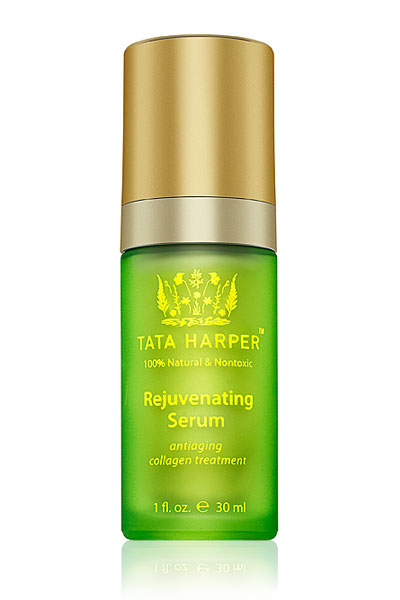 TATA HARPER™
100% Natural & Nontoxic
Rejuvenating
Serum
antiaging
collagen treatment
1 fl. oz. ℮ 30 ml